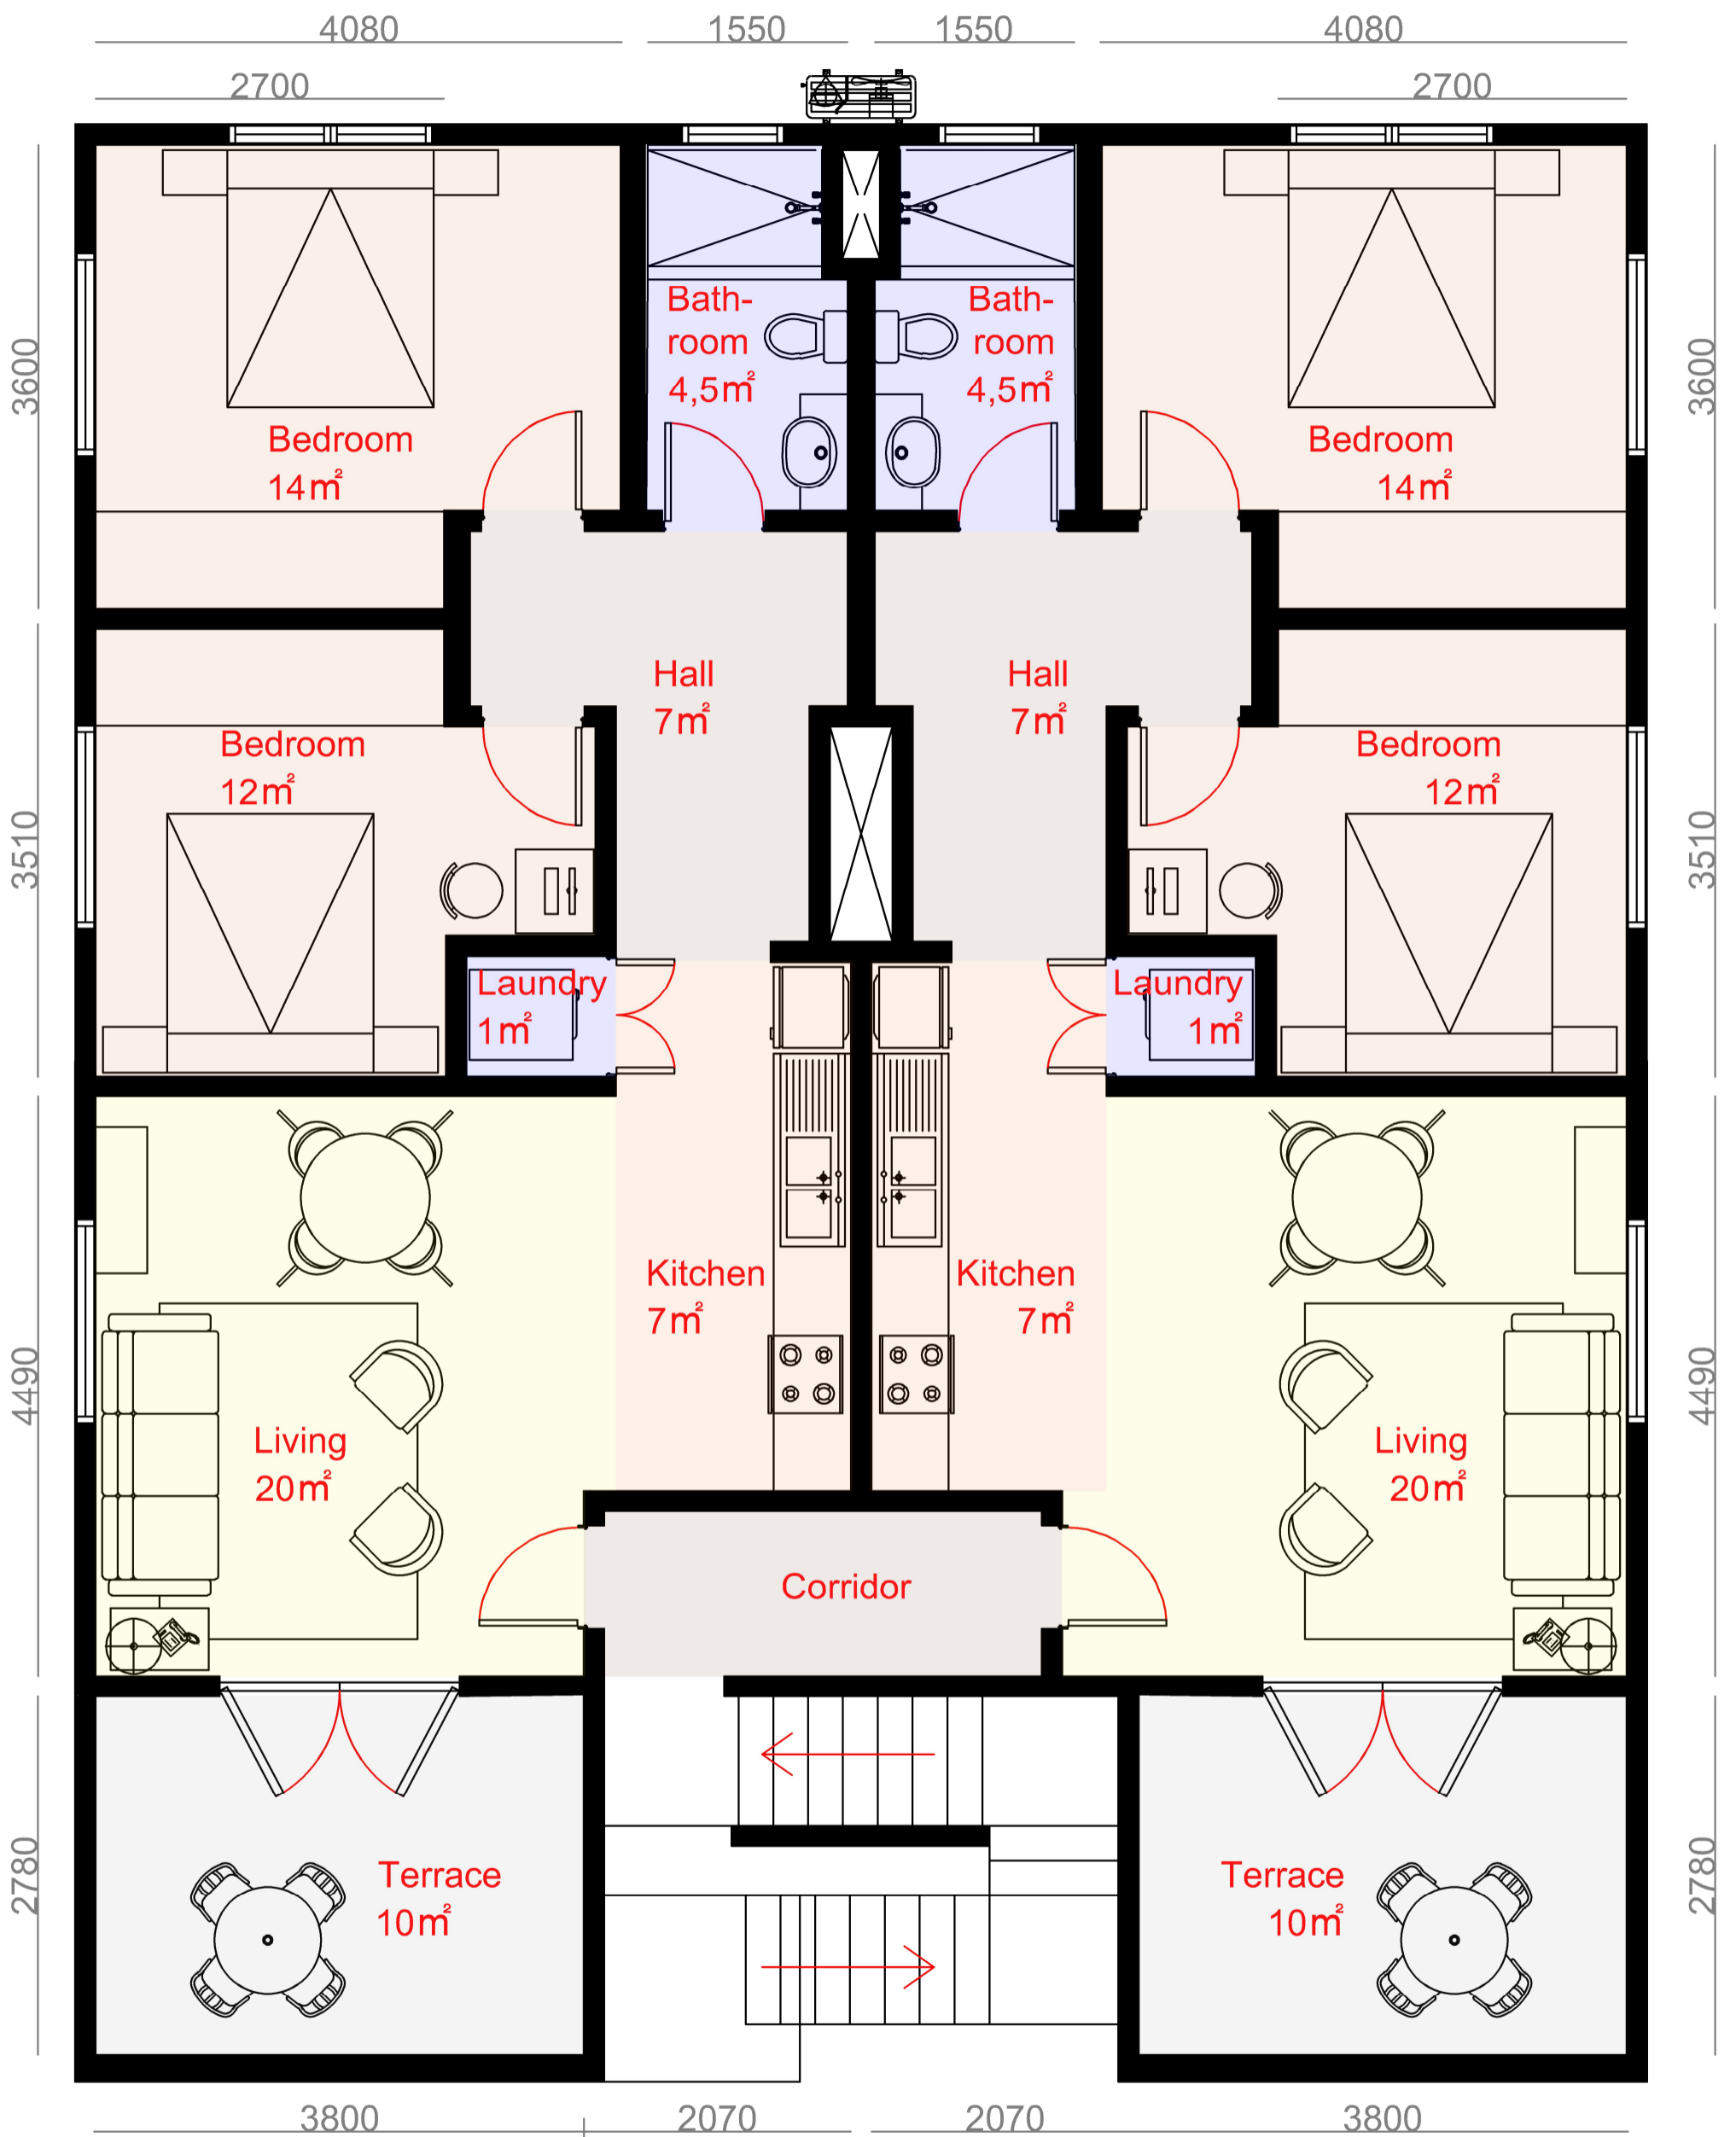 4080 1550 1550 4080
2700 2700
3600 3600
Bath-
room
4,5㎡
Bath-
room
4,5㎡
Bedroom
14㎡
Bedroom
14㎡
Hall
7㎡
Hall
7㎡
3510 3510
Bedroom
12㎡
Bedroom
12㎡
Laundry
1㎡
Laundry
1㎡
4490 4490
Kitchen
7㎡
Kitchen
7㎡
Living
20㎡
Living
20㎡
Corridor
2780 2780
Terrace
10㎡
Terrace
10㎡
3800 2070 2070 3800